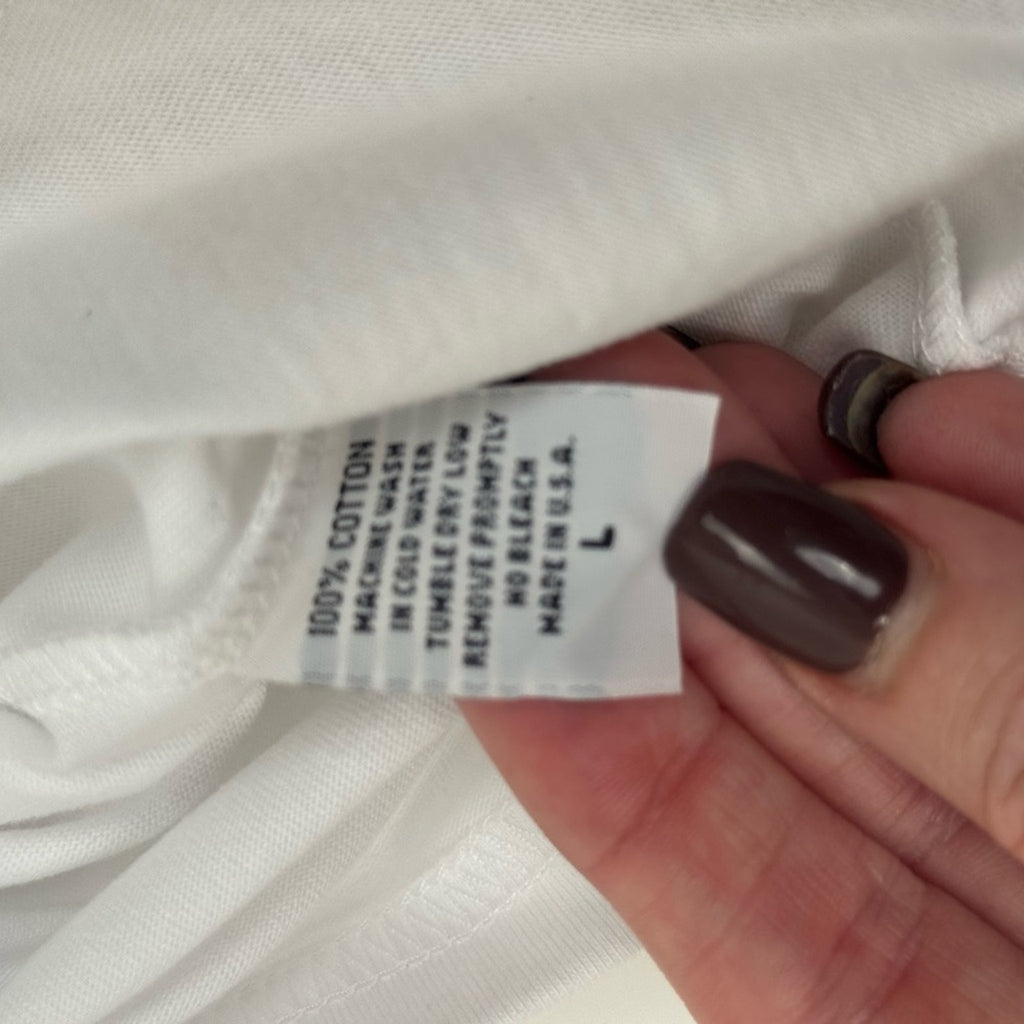 100% COTTON
MACHINE WASH
IN COLD WATER
TUMBLE DRY LOW
REMOVE PROMPTLY
NO BLEACH
MADE IN U.S.A.
L